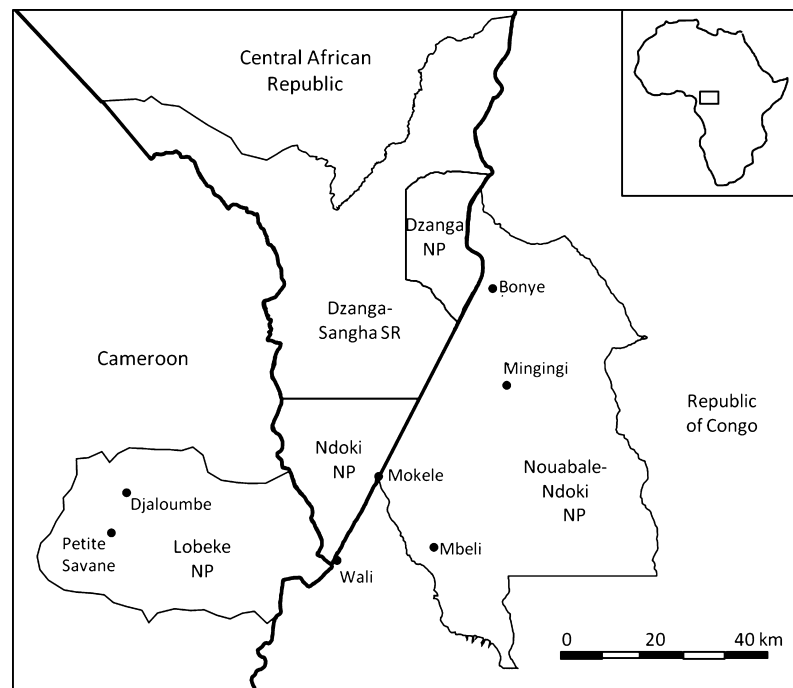 Central African
Republic
Dzanga
NP
Bonye
Dzanga-
Sangha SR
Cameroon
Mingingi
Republic
of Congo
Ndoki
NP
Mokele
Nouabale-
Ndoki
NP
Djaloumbe
Petite
Savane
Lobeke
NP
Mbeli
Wali
0 20 40 km